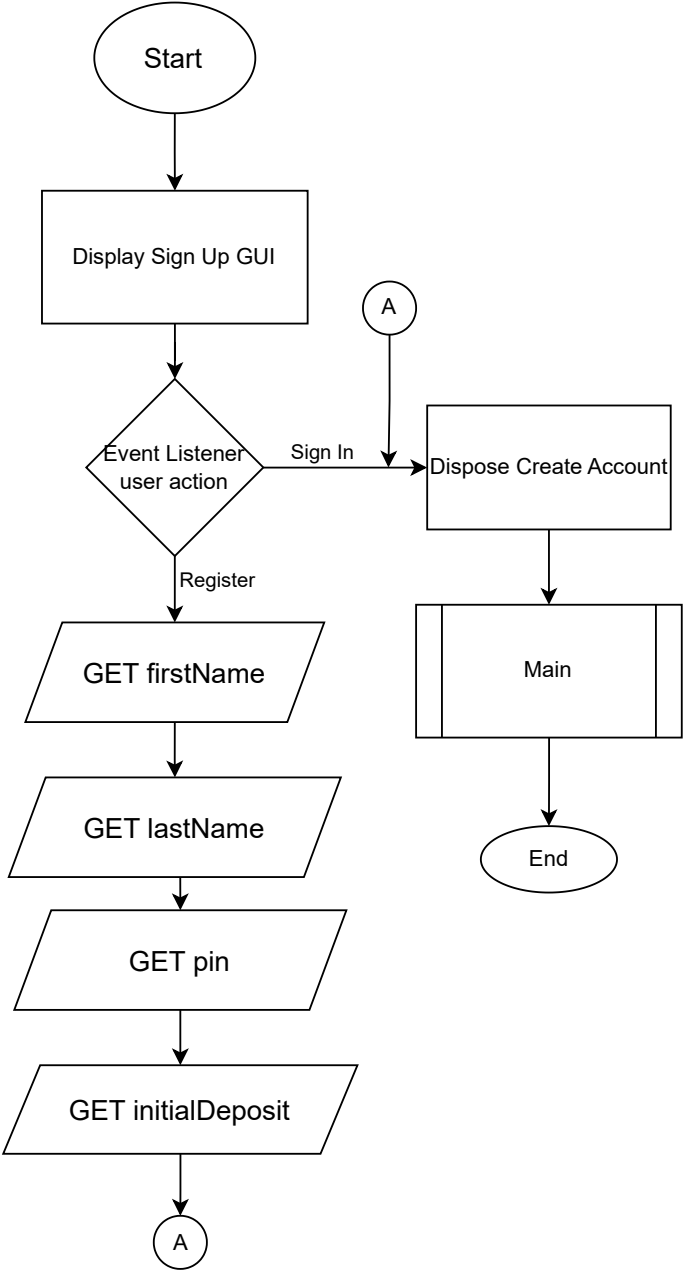 Start
Display Sign Up GUI
A
Event Listener
user action
Sign In
Dispose Create Account
Register
GET firstName
Main
GET lastName
End
GET pin
GET initialDeposit
A